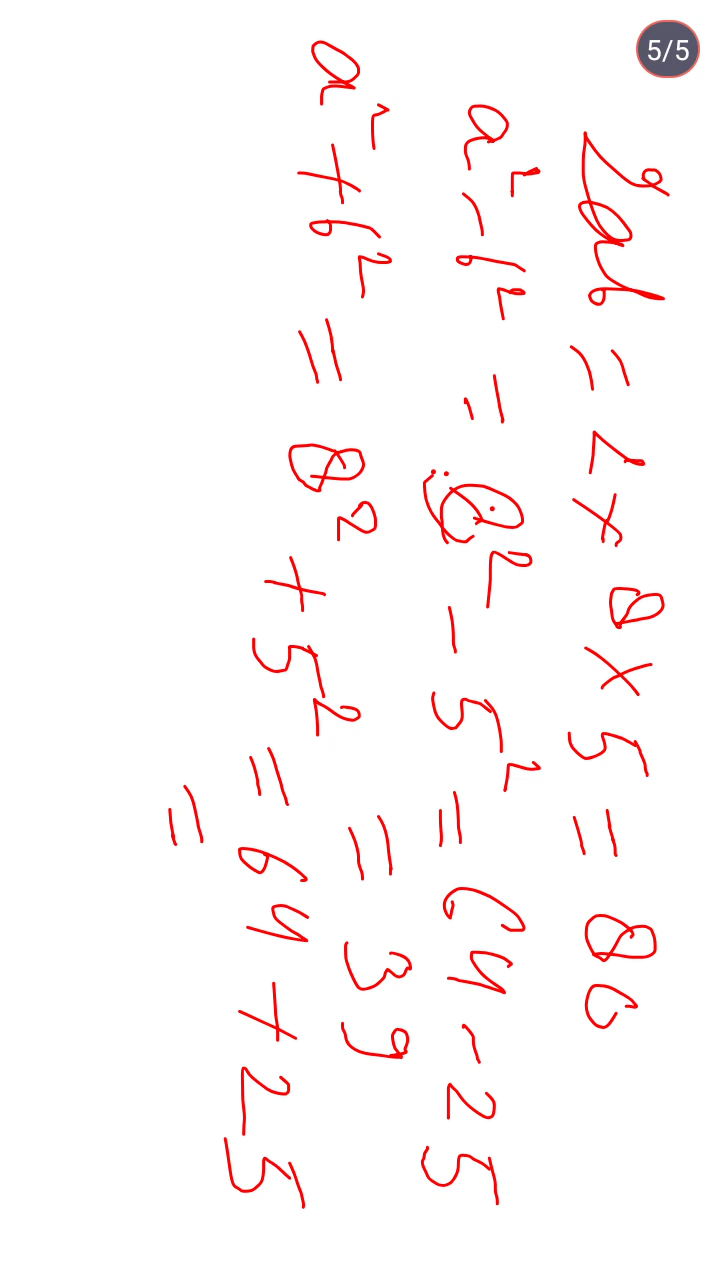 5/5
2ab = 2 × 8 × 5 = 80
a² - b² = 8² - 5² = 64 - 25
= 39
a² + b² = 8² + 5² = 64 + 25
=